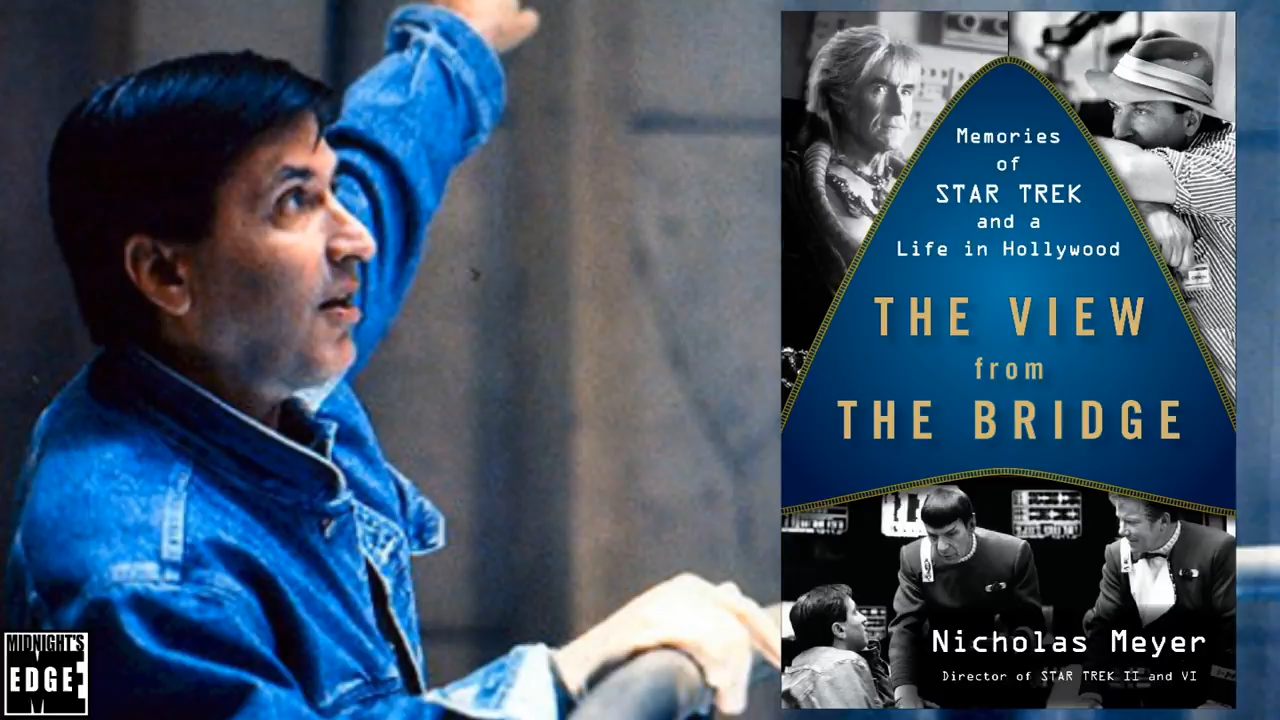 Memories
of
STAR TREK
and a
Life in Hollywood
THE VIEW
from
THE BRIDGE
Nicholas Meyer
Director of STAR TREK II and VI
MIDNIGHT'S
EDGE